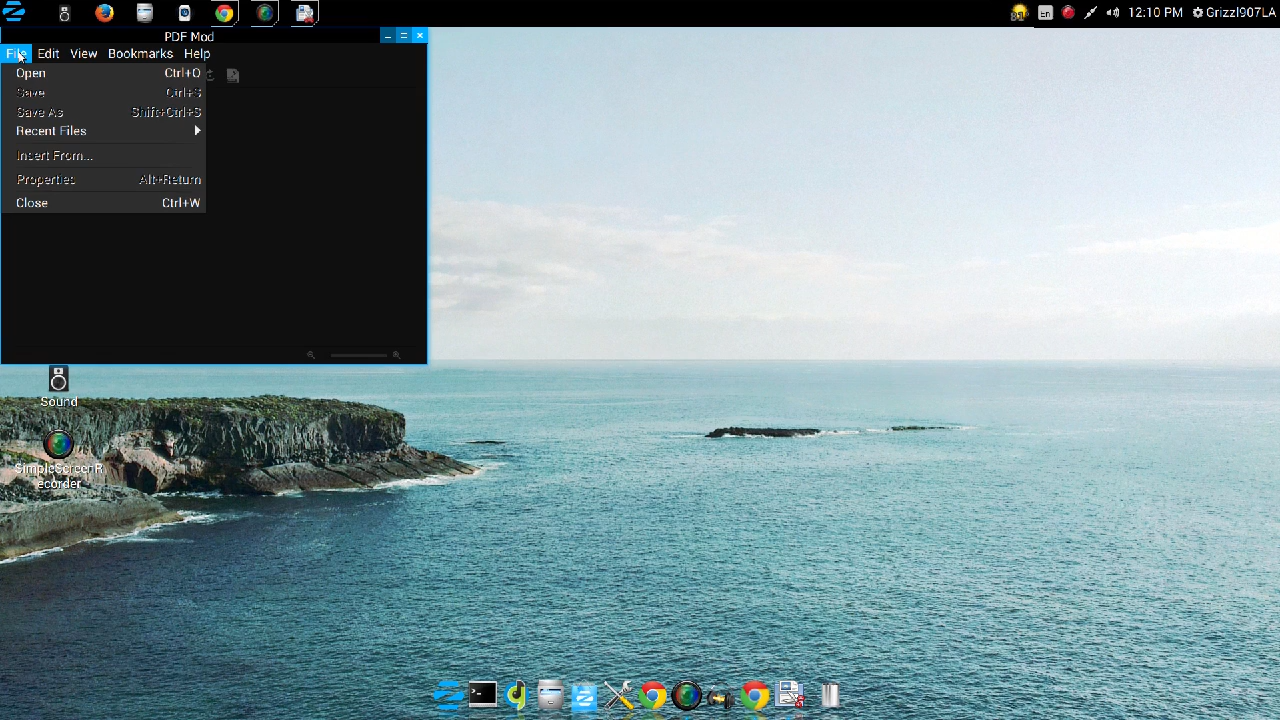 En
12:10 PM
Grizzl907LA
PDF Mod
File Edit View Bookmarks Help
Open Ctrl+O
Save Ctrl+S
Save As Shift+Ctrl+S
Recent Files
Insert From...
Properties Alt+Return
Close Ctrl+W
Sound
SimpleScreenR
ecorder